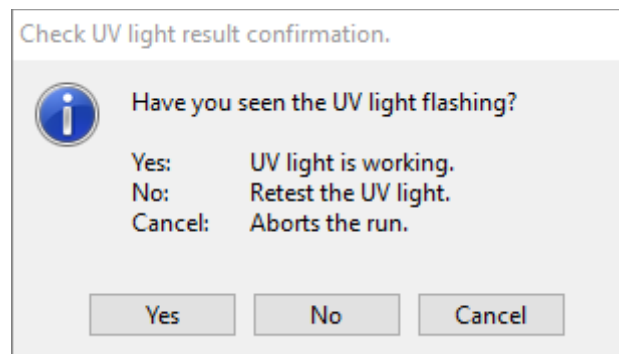 Check UV light result confirmation.
Have you seen the UV light flashing?
Yes: UV light is working.
No: Retest the UV light.
Cancel: Aborts the run.
Yes No Cancel